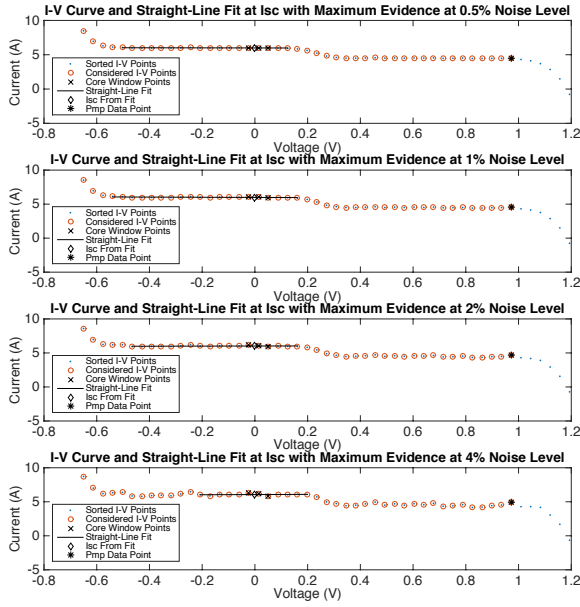 I-V Curve and Straight-Line Fit at Isc with Maximum Evidence at 0.5% Noise Level
10
5
0
-5
Current (A)
Sorted I-V Points
Considered I-V Points
Core Window Points
Straight-Line Fit
Isc From Fit
Pmp Data Point
-0.8 -0.6 -0.4 -0.2 0 0.2 0.4 0.6 0.8 1 1.2
Voltage (V)
I-V Curve and Straight-Line Fit at Isc with Maximum Evidence at 1% Noise Level
10
5
0
-5
Current (A)
Sorted I-V Points
Considered I-V Points
Core Window Points
Straight-Line Fit
Isc From Fit
Pmp Data Point
-0.8 -0.6 -0.4 -0.2 0 0.2 0.4 0.6 0.8 1 1.2
Voltage (V)
I-V Curve and Straight-Line Fit at Isc with Maximum Evidence at 2% Noise Level
10
5
0
-5
Current (A)
Sorted I-V Points
Considered I-V Points
Core Window Points
Straight-Line Fit
Isc From Fit
Pmp Data Point
-0.8 -0.6 -0.4 -0.2 0 0.2 0.4 0.6 0.8 1 1.2
Voltage (V)
I-V Curve and Straight-Line Fit at Isc with Maximum Evidence at 4% Noise Level
10
5
0
-5
Current (A)
Sorted I-V Points
Considered I-V Points
Core Window Points
Straight-Line Fit
Isc From Fit
Pmp Data Point
-0.8 -0.6 -0.4 -0.2 0 0.2 0.4 0.6 0.8 1 1.2
Voltage (V)